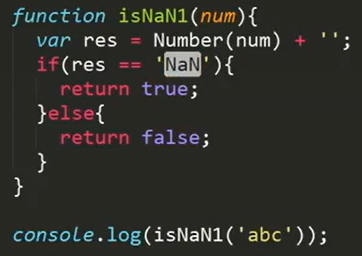 function isNaN1(num){
  var res = Number(num) + '';
  if(res == 'NaN'){
    return true;
  }else{
    return false;
  }
}

console.log(isNaN1('abc'));